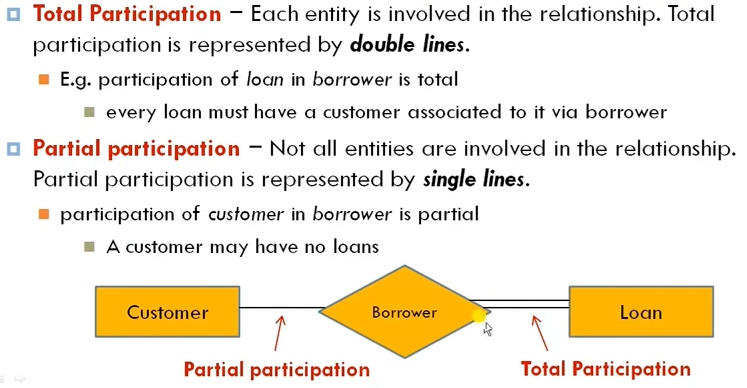 Total Participation – Each entity is involved in the relationship. Total
participation is represented by double lines.
E.g. participation of loan in borrower is total
every loan must have a customer associated to it via borrower
Partial participation – Not all entities are involved in the relationship.
Partial participation is represented by single lines.
participation of customer in borrower is partial
A customer may have no loans
Customer
Borrower
Loan
Partial participation
Total Participation